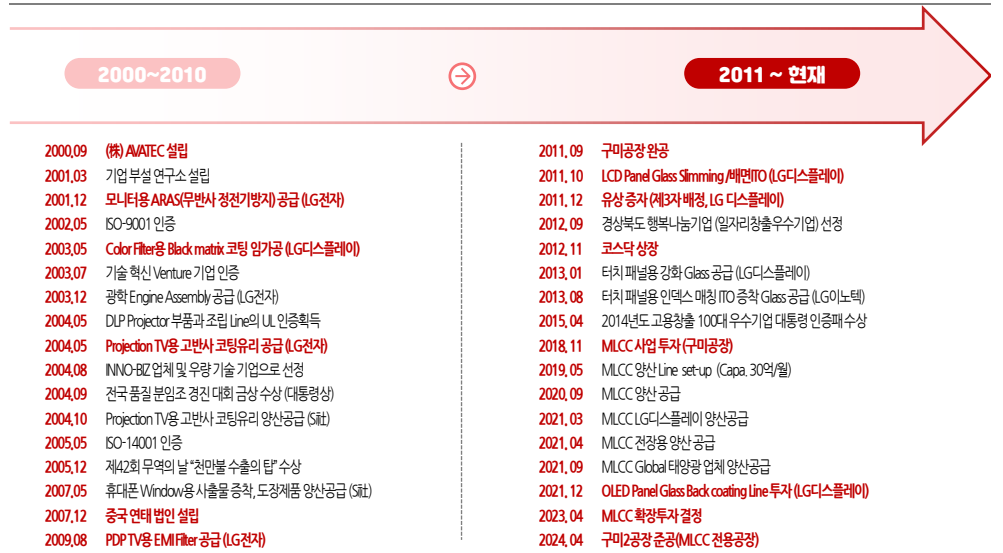 2000~2010
2011 ~ 현재
2000.09 (株) AVATEC 설립
2001.03 기업 부설 연구소 설립
2001.12 모니터용 ARAS(무반사 정전기방지) 공급 (LG전자)
2002.05 ISO-9001 인증
2003.05 Color Filter용 Black matrix 코팅 임가공 (LG디스플레이)
2003.07 기술 혁신 Venture 기업 인증
2003.12 광학 Engine Assembly 공급 (LG전자)
2004.05 DLP Projector 부품과 조립 Line의 UL 인증획득
2004.05 Projection TV용 고반사 코팅유리 공급 (LG전자)
2004.08 INNO-BIZ 업체 및 우량 기술 기업으로 선정
2004.09 전국 품질 분임조 경진 대회 금상 수상 (대통령상)
2004.10 Projection TV용 고반사 코팅유리 양산공급 (S社)
2005.05 ISO-14001 인증
2005.12 제42회 무역의 날 “천만불 수출의 탑” 수상
2007.05 휴대폰 Window용 사출물 증착, 도장제품 양산공급 (S社)
2007.12 중국 연태 법인 설립
2009.08 PDP TV용 EMI Filter 공급 (LG전자)
2011.09 구미공장 완공
2011.10 LCD Panel Glass Slimming /배면ITO (LG디스플레이)
2011.12 유상 증자 (제3자 배정, LG 디스플레이)
2012.09 경상북도 행복나눔기업 (일자리창출우수기업) 선정
2012.11 코스닥 상장
2013.01 터치 패널용 강화 Glass 공급 (LG디스플레이)
2013.08 터치 패널용 인덱스 매칭 ITO 증착 Glass 공급 (LG이노텍)
2015.04 2014년도 고용창출 100대 우수기업 대통령 인증패 수상
2018.11 MLCC 사업 투자 (구미공장)
2019.05 MLCC 양산 Line set-up (Capa. 30억/월)
2020.09 MLCC 양산 공급
2021.03 MLCC LG디스플레이 양산공급
2021.04 MLCC 전장용 양산 공급
2021.09 MLCC Global 태양광 업체 양산공급
2021.12 OLED Panel Glass Back coating Line 투자 (LG디스플레이)
2023.04 MLCC 확장투자 결정
2024.04 구미2공장 준공(MLCC 전용공장)